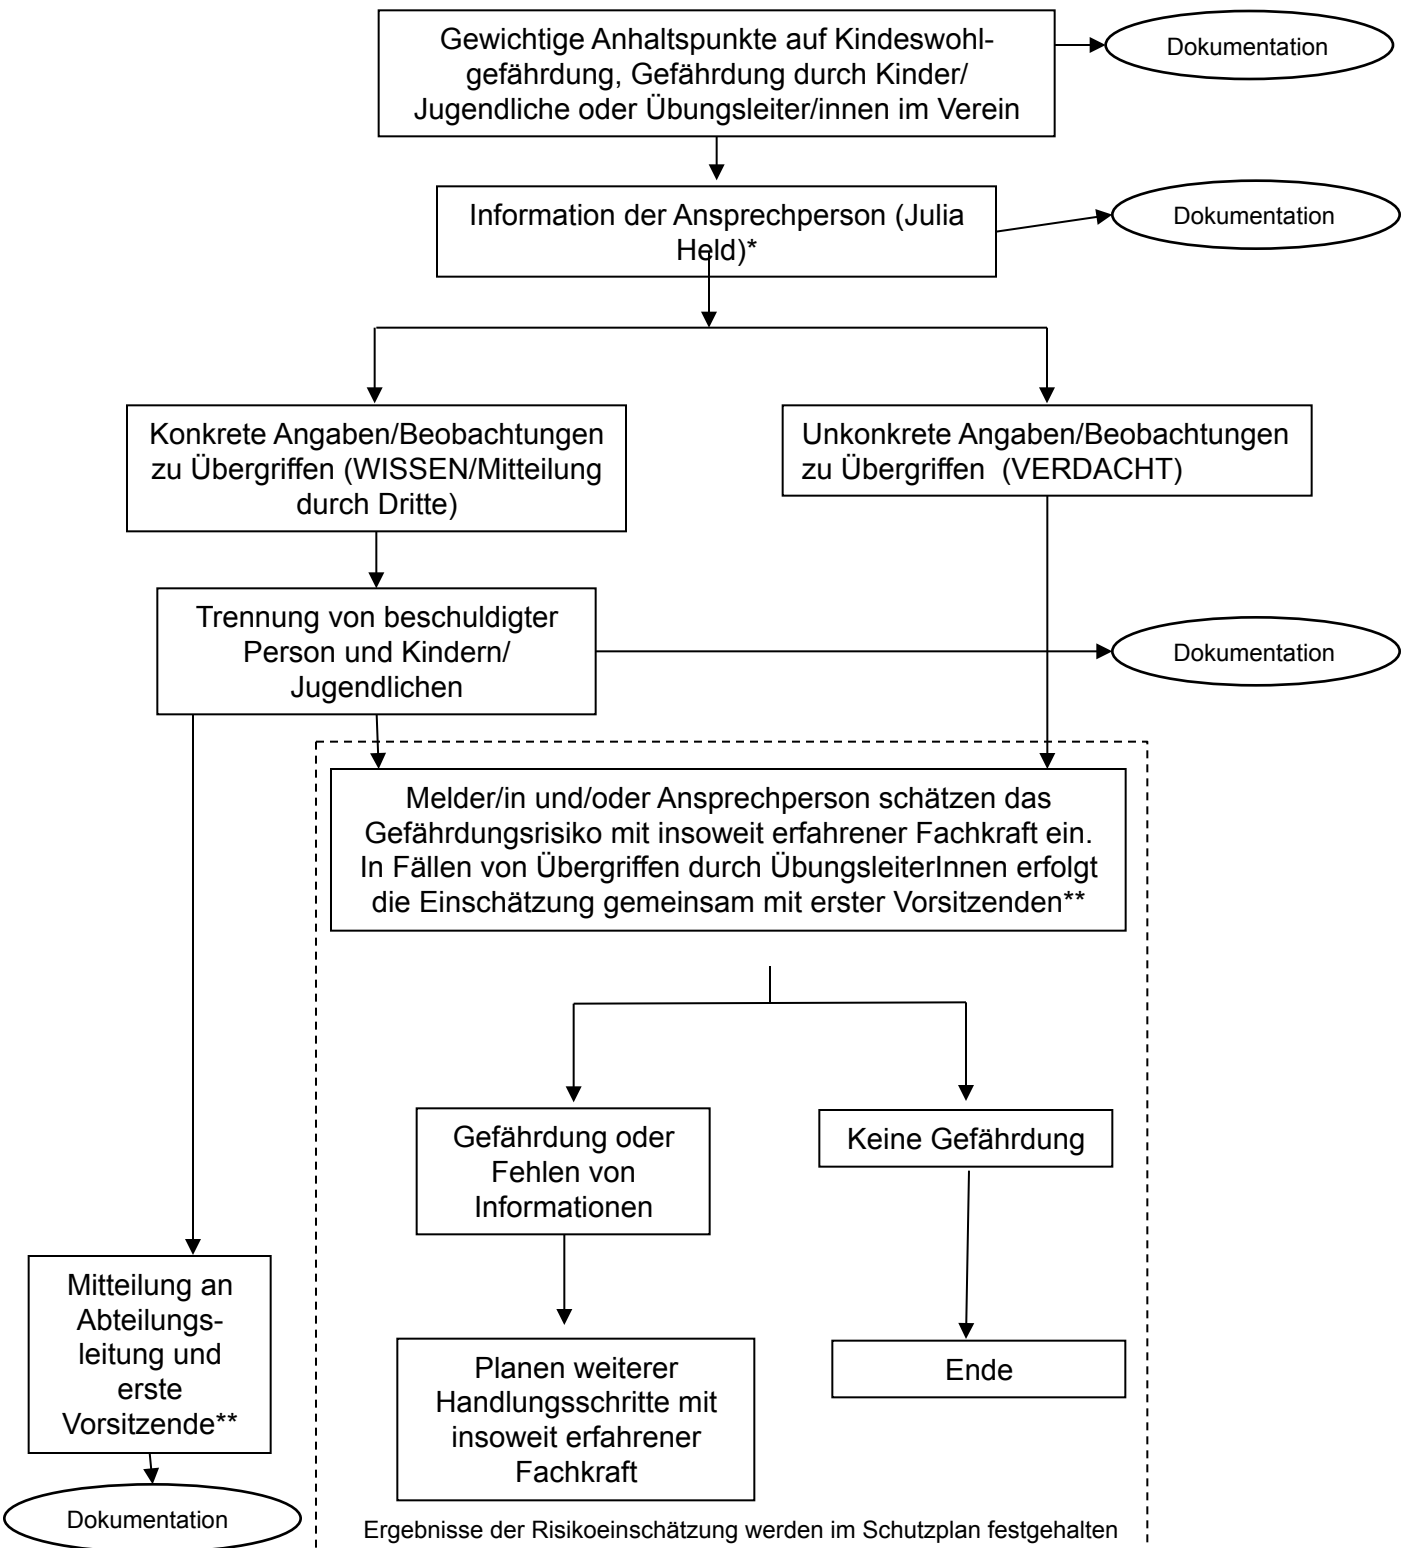 Gewichtige Anhaltspunkte auf Kindeswohl-
gefährdung, Gefährdung durch Kinder/
Jugendliche oder Übungsleiter/innen im Verein
Dokumentation
Information der Ansprechperson (Julia
Held)*
Dokumentation
Konkrete Angaben/Beobachtungen
zu Übergriffen (WISSEN/Mitteilung
durch Dritte)
Unkonkrete Angaben/Beobachtungen
zu Übergriffen  (VERDACHT)
Trennung von beschuldigter
Person und Kindern/
Jugendlichen
Dokumentation
Melder/in und/oder Ansprechperson schätzen das
Gefährdungsrisiko mit insoweit erfahrener Fachkraft ein.
In Fällen von Übergriffen durch ÜbungsleiterInnen erfolgt
die Einschätzung gemeinsam mit erster Vorsitzenden**
Gefährdung oder
Fehlen von
Informationen
Keine Gefährdung
Mitteilung an
Abteilungs-
leitung und
erste
Vorsitzende**
Planen weiterer
Handlungsschritte mit
insoweit erfahrener
Fachkraft
Ende
Dokumentation
Ergebnisse der Risikoeinschätzung werden im Schutzplan festgehalten